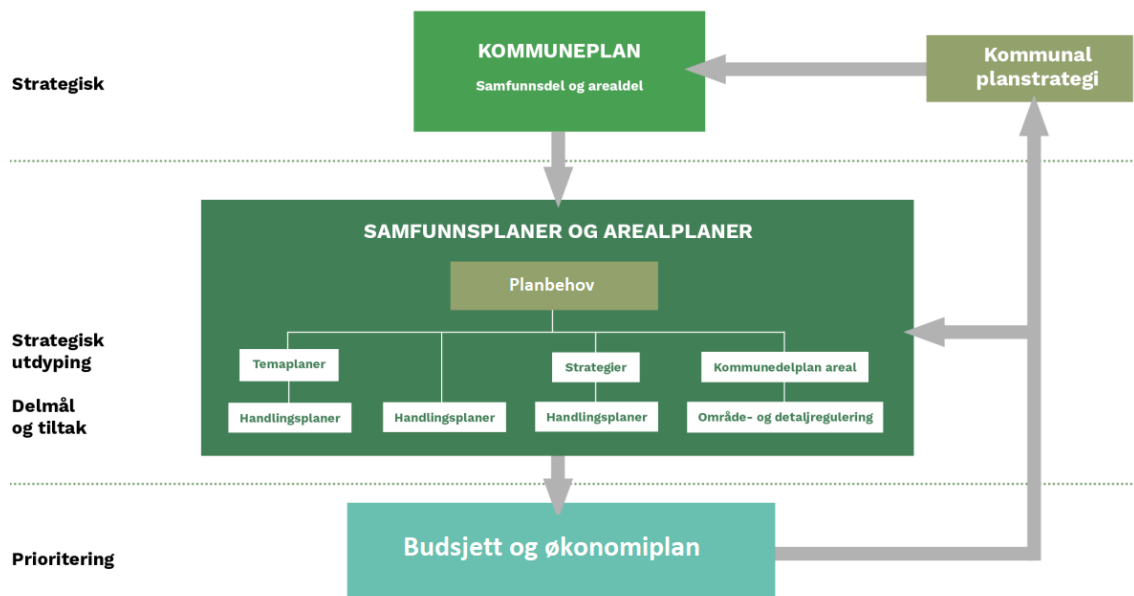 KOMMUNEPLAN
Samfunnsdel og arealdel
Kommunal
planstrategi
Strategisk
SAMFUNNSPLANER OG AREALPLANER
Planbehov
Strategisk
utdyping
Temaplaner
Strategier
Kommunedelplan areal
Delmål
og tiltak
Handlingsplaner
Handlingsplaner
Handlingsplaner
Område- og detaljregulering
Prioritering
Budsjett og økonomiplan